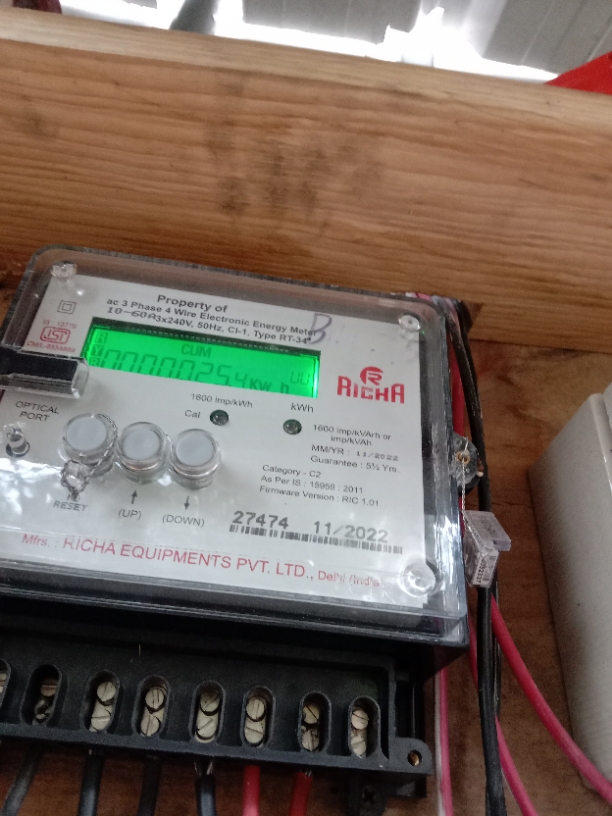 Property of
ac 3 Phase 4 Wire Electronic Energy Meter
10-60A 3x240V, 50Hz, Cl-1, Type RT-34
B
ISI
CUM
00000025.4 kW h
RICHA
OPTICAL
PORT
1600 imp/kWh
Cal
kWh
1600 imp/kVArh or
imp/kVAh
MM/YR : 11/2022
Guarantee : 5½ Yrs.
Category - C2
As Per IS : 15959 : 2011
Firmware Version : RIC 1.01
RESET
(UP)
(DOWN)
27474 11/2022
Mfrs. : RICHA EQUIPMENTS PVT. LTD., Delhi (India)